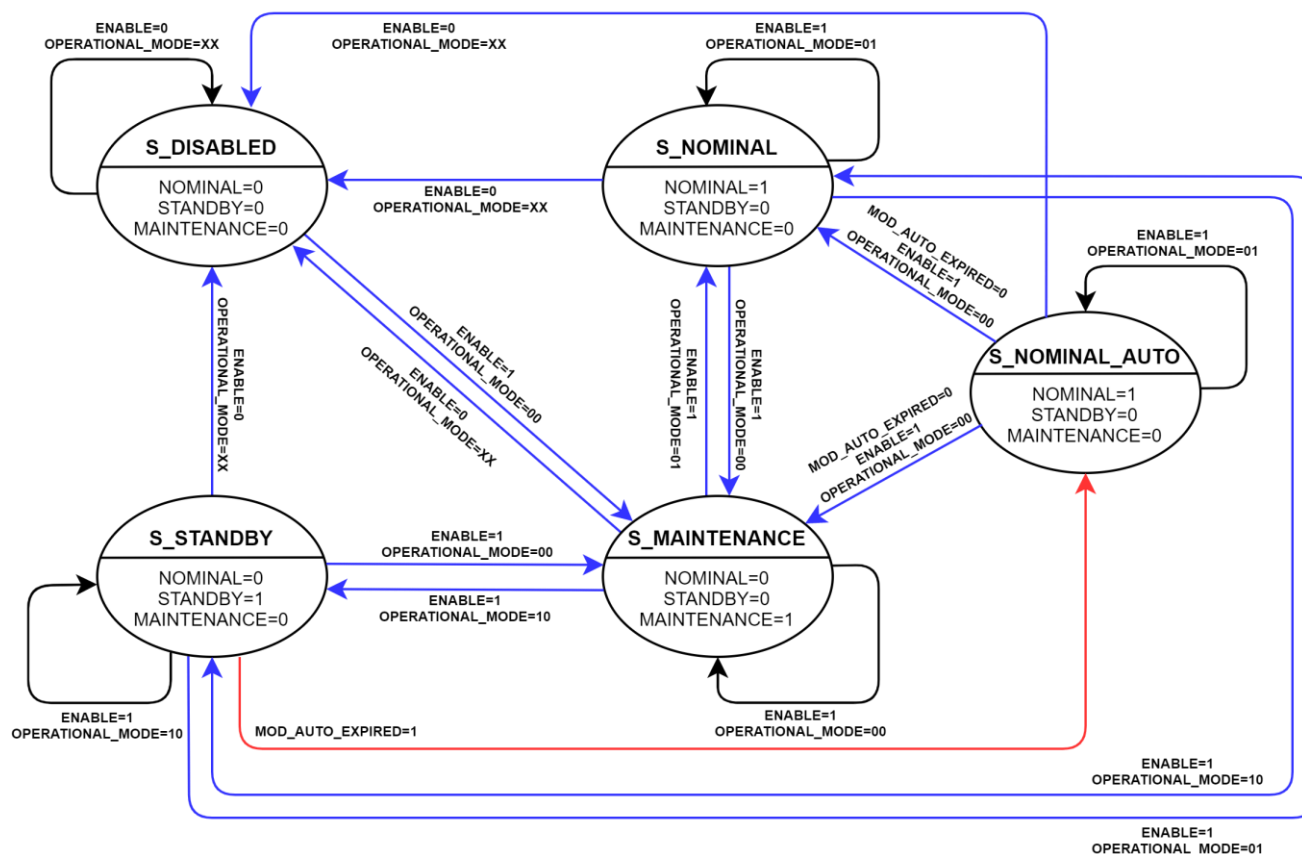 ENABLE=0
OPERATIONAL_MODE=XX
ENABLE=0
OPERATIONAL_MODE=XX
ENABLE=1
OPERATIONAL_MODE=01
S_DISABLED
NOMINAL=0
STANDBY=0
MAINTENANCE=0
ENABLE=0
OPERATIONAL_MODE=XX
S_NOMINAL
NOMINAL=1
STANDBY=0
MAINTENANCE=0
MOD_AUTO_EXPIRED=0
ENABLE=1
OPERATIONAL_MODE=00
ENABLE=1
OPERATIONAL_MODE=01
S_NOMINAL_AUTO
NOMINAL=1
STANDBY=0
MAINTENANCE=0
ENABLE=0
OPERATIONAL_MODE=XX
ENABLE=1
OPERATIONAL_MODE=00
ENABLE=0
OPERATIONAL_MODE=XX
ENABLE=1
OPERATIONAL_MODE=01
ENABLE=1
OPERATIONAL_MODE=00
MOD_AUTO_EXPIRED=0
ENABLE=1
OPERATIONAL_MODE=00
S_STANDBY
NOMINAL=0
STANDBY=1
MAINTENANCE=0
ENABLE=1
OPERATIONAL_MODE=00
ENABLE=1
OPERATIONAL_MODE=10
S_MAINTENANCE
NOMINAL=0
STANDBY=0
MAINTENANCE=1
ENABLE=1
OPERATIONAL_MODE=10
MOD_AUTO_EXPIRED=1
ENABLE=1
OPERATIONAL_MODE=00
ENABLE=1
OPERATIONAL_MODE=10
ENABLE=1
OPERATIONAL MODE=01